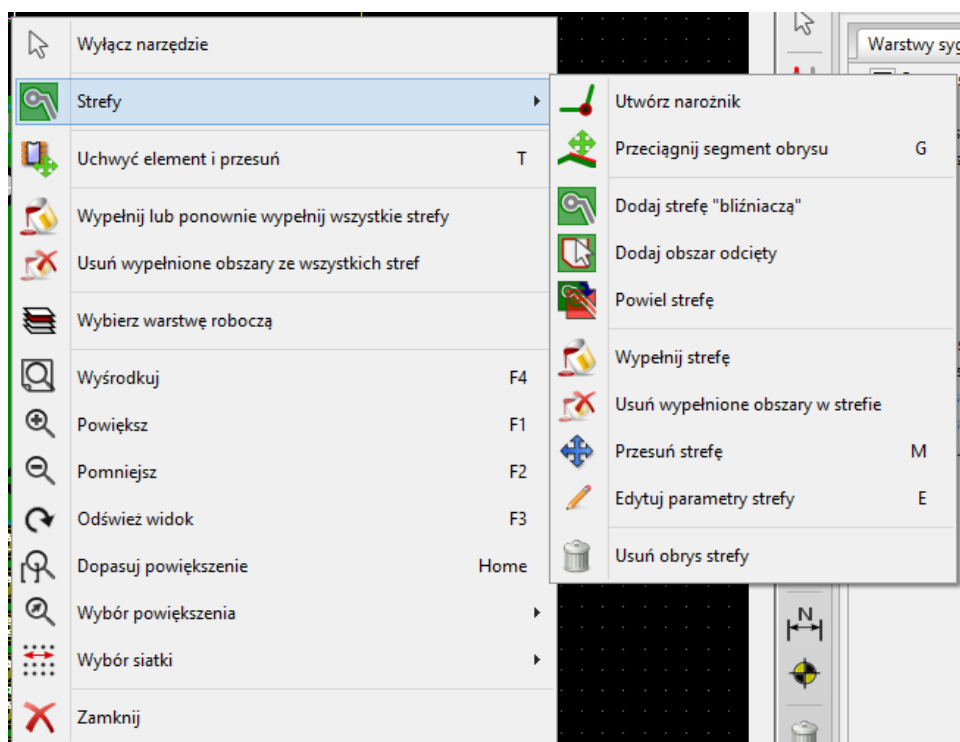 Wyłącz narzędzie
Strefy
Uchwyć element i przesuń T
Wypełnij lub ponownie wypełnij wszystkie strefy
Usuń wypełnione obszary ze wszystkich stref
Wybierz warstwę roboczą
Wyśrodkuj F4
Powiększ F1
Pomniejsz F2
Odśwież widok F3
Dopasuj powiększenie Home
Wybór powiększenia
Wybór siatki
Zamknij
Utwórz narożnik
Przeciągnij segment obrysu G
Dodaj strefę "bliźniaczą"
Dodaj obszar odcięty
Powiel strefę
Wypełnij strefę
Usuń wypełnione obszary w strefie
Przesuń strefę M
Edytuj parametry strefy E
Usuń obrys strefy
Warstwy syg
N